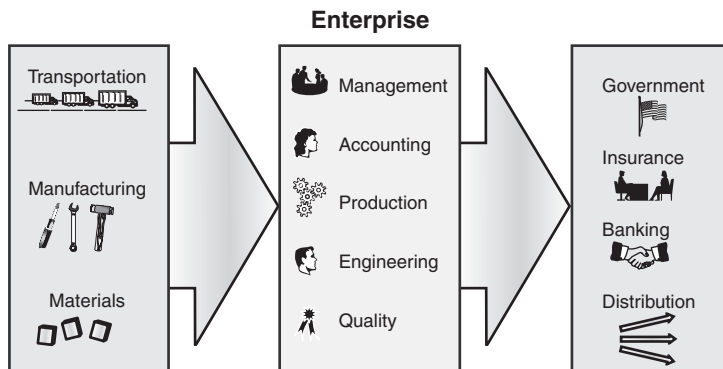 Enterprise
Transportation
Manufacturing
Materials
Management
Accounting
Production
Engineering
Quality
Government
Insurance
Banking
Distribution